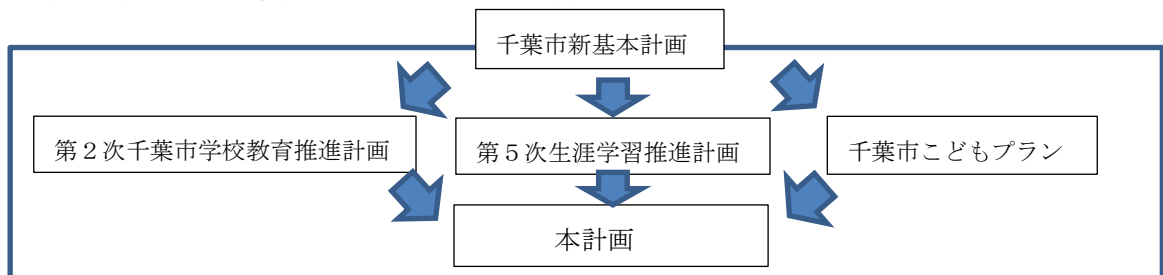 千葉市新基本計画
第２次千葉市学校教育推進計画
第５次生涯学習推進計画
千葉市こどもプラン
本計画